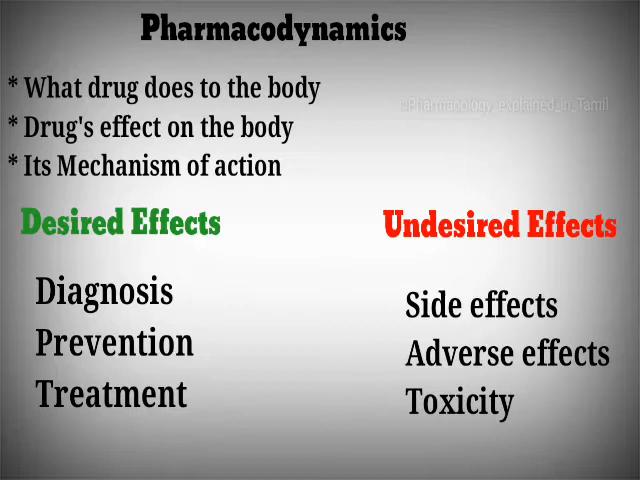 Pharmacodynamics
* What drug does to the body
* Drug's effect on the body
* Its Mechanism of action
Desired Effects
Diagnosis
Prevention
Treatment
Undesired Effects
Side effects
Adverse effects
Toxicity